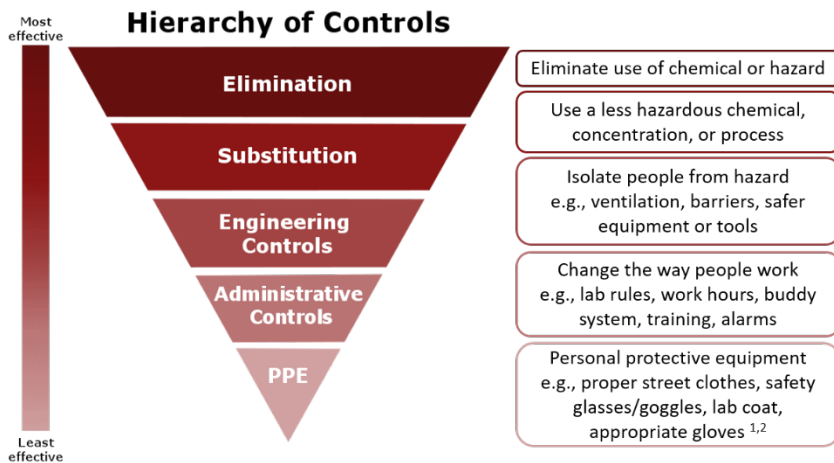 Hierarchy of Controls
Most
effective
Elimination
Eliminate use of chemical or hazard
Substitution
Use a less hazardous chemical,
concentration, or process
Engineering
Controls
Isolate people from hazard
e.g., ventilation, barriers, safer
equipment or tools
Administrative
Controls
Change the way people work
e.g., lab rules, work hours, buddy
system, training, alarms
PPE
Personal protective equipment
e.g., proper street clothes, safety
glasses/goggles, lab coat,
appropriate gloves 1,2
Least
effective